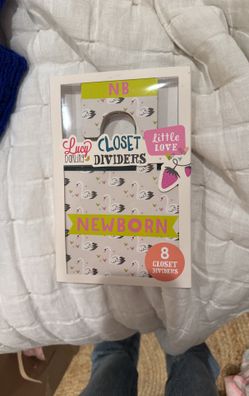 NB
Lucy
Darling
CLOSET
DIVIDERS
Little
LOVE
NEWBORN
8
CLOSET
DIVIDERS